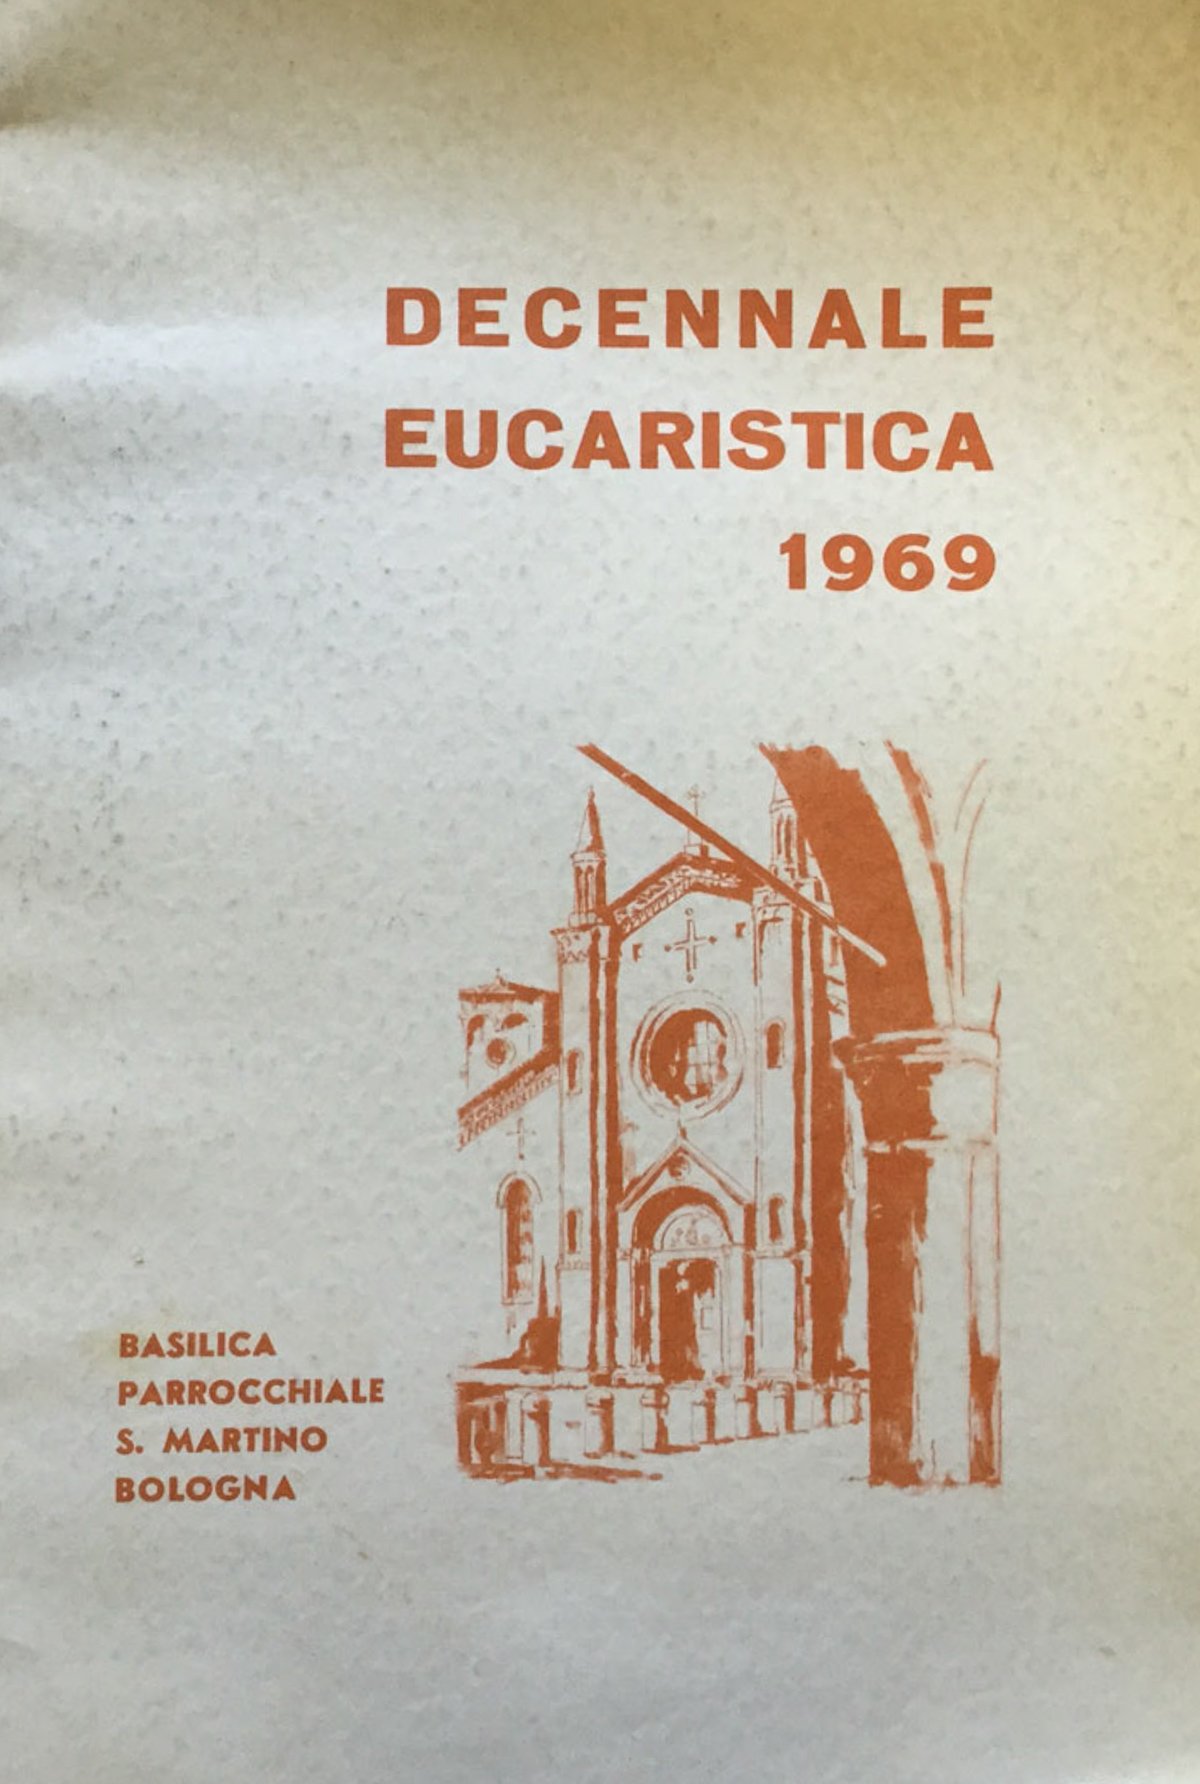 DECENNALE
EUCARISTICA
1969
BASILICA
PARROCCHIALE
S. MARTINO
BOLOGNA